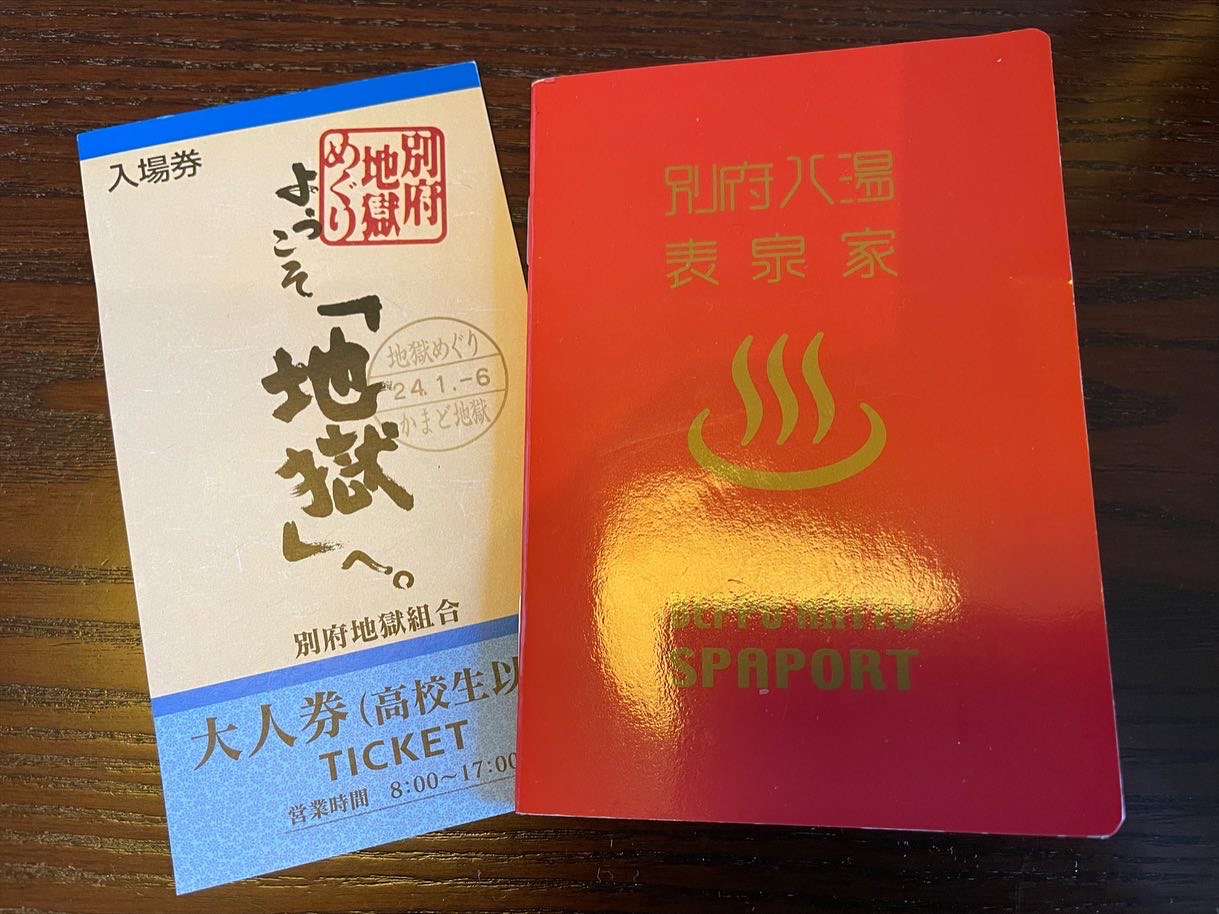 入場券
別府
地獄
めぐり
ようこそ
「地獄」へ。
地獄めぐり
24.1.-6
かまど地獄
別府地獄組合
大人券（高校生以
TICKET
営業時間 8:00〜17:00
別府八湯
表泉家
BEPPU HATTO
SPAPORT